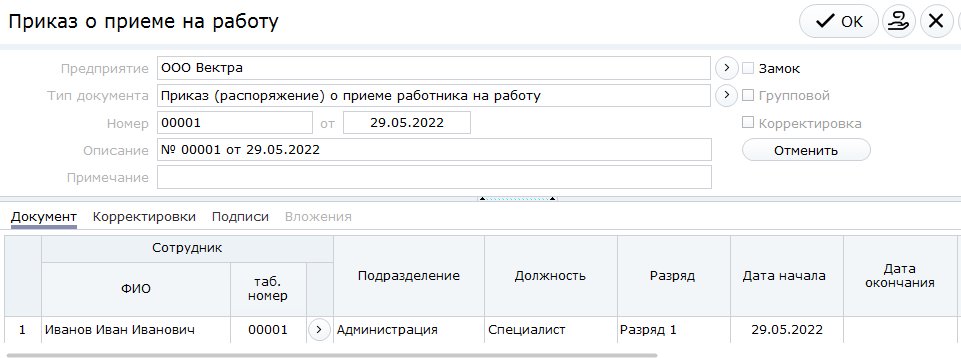 Приказ о приеме на работу
OK
Предприятие ООО Вектра Замок
Тип документа Приказ (распоряжение) о приеме работника на работу Групповой
Номер 00001 от 29.05.2022 Корректировка
Описание № 00001 от 29.05.2022 Отменить
Примечание
Документ Корректировки Подписи Вложения
Сотрудник
ФИО таб. номер Подразделение Должность Разряд Дата начала Дата окончания
1 Иванов Иван Иванович 00001 Администрация Специалист Разряд 1 29.05.2022